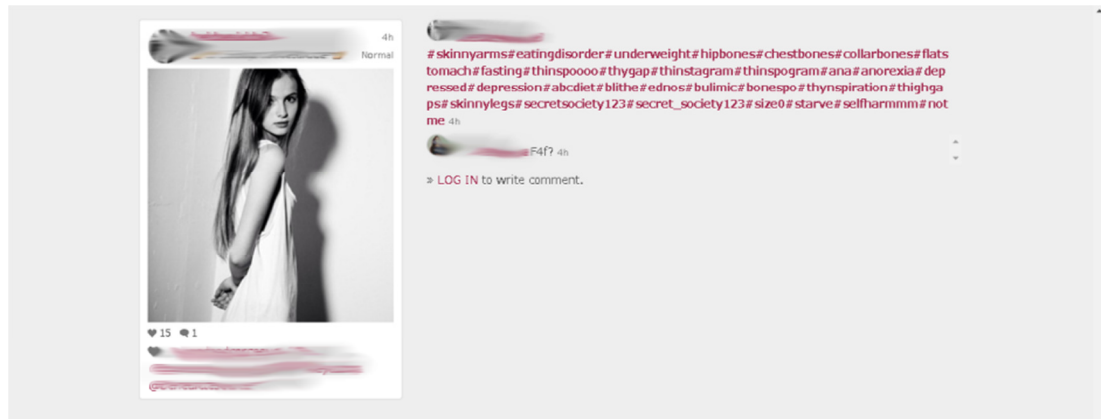 4h
Normal
♥ 15 1
#skinnyarms#eatingdisorder#underweight#hipbones#chestbones#collarbones#flats
tomach#fasting#thinspoooo#thygap#thinstagram#thinspogram#ana#anorexia#dep
ressed#depression#abcdiet#blithe#ednos#bulimic#bonespo#thynspiration#thighga
ps#skinnylegs#secretsociety123#secret_society123#size0#starve#selfharmmm#not
me 4h
F4f? 4h
» LOG IN to write comment.